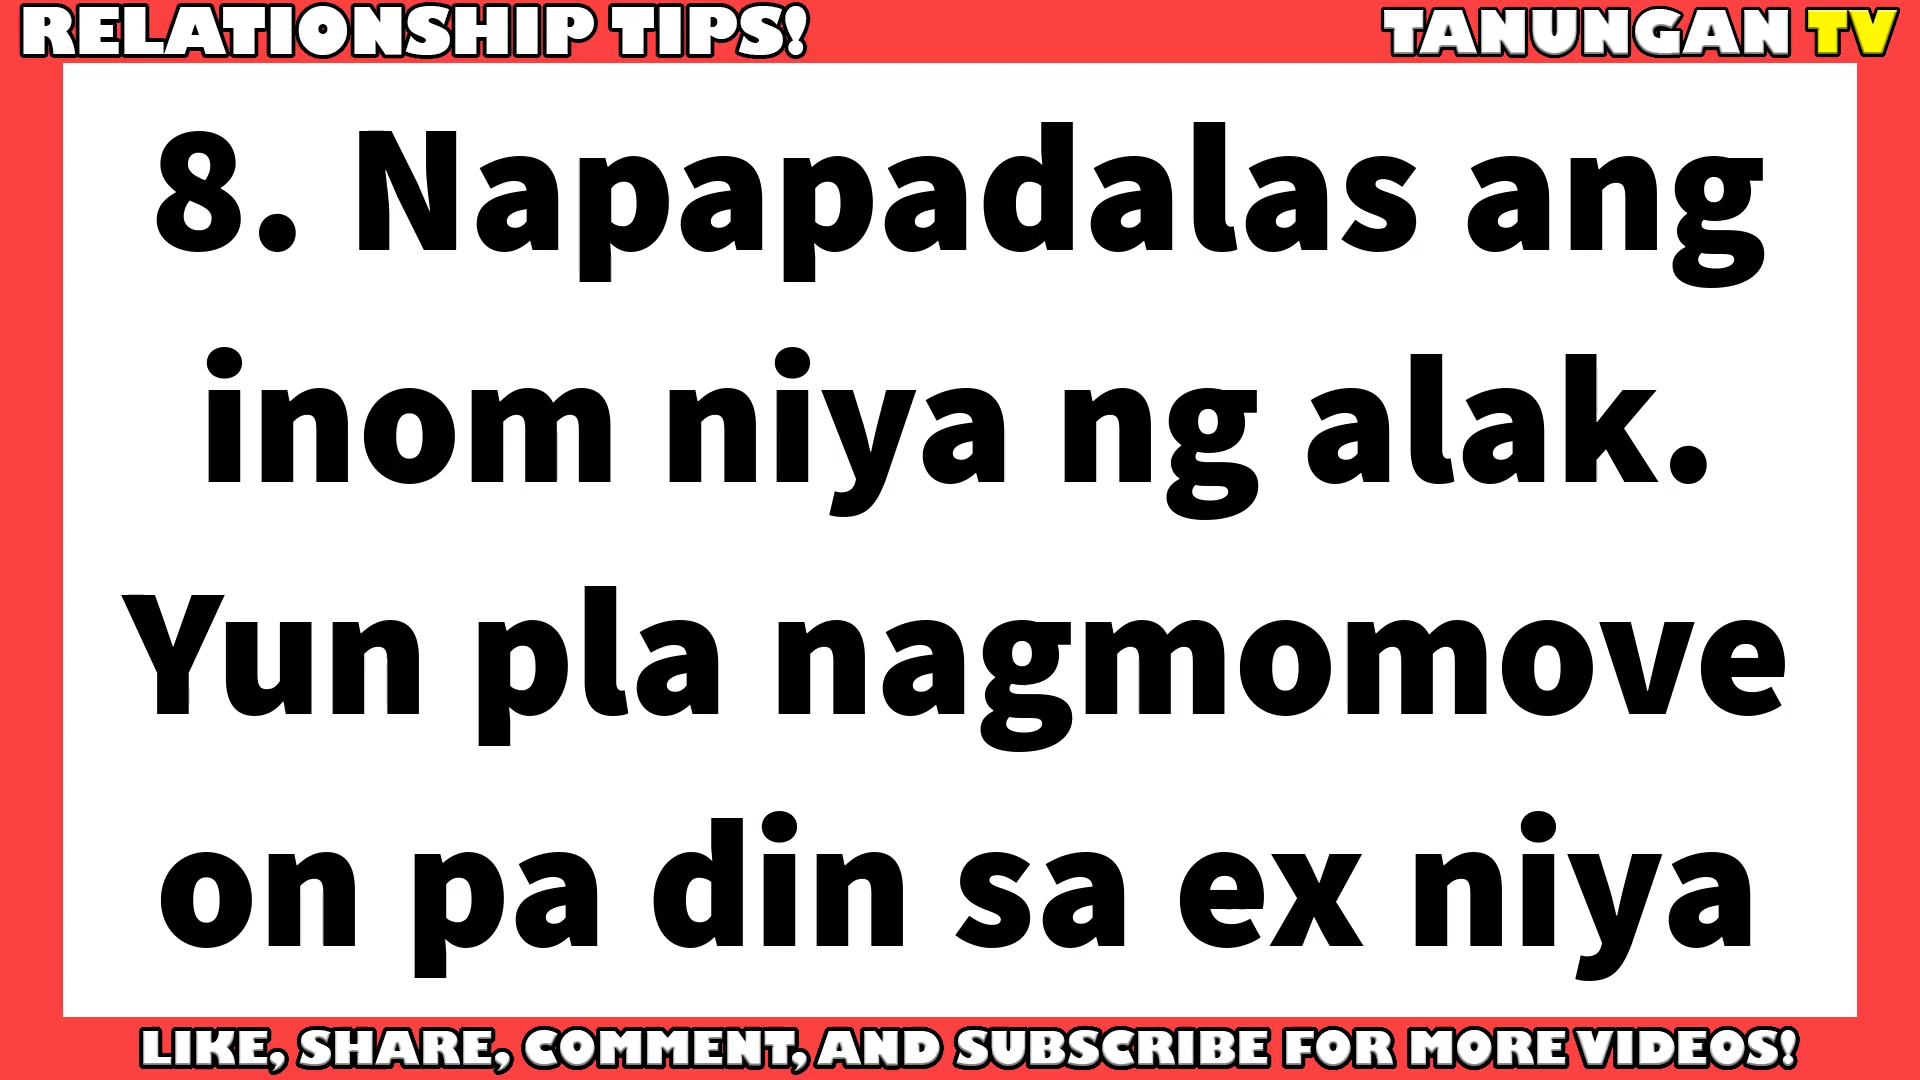 RELATIONSHIP TIPS!
TANUNGAN TV
8. Napapadalas ang
inom niya ng alak.
Yun pla nagmomove
on pa din sa ex niya
LIKE, SHARE, COMMENT, AND SUBSCRIBE FOR MORE VIDEOS!